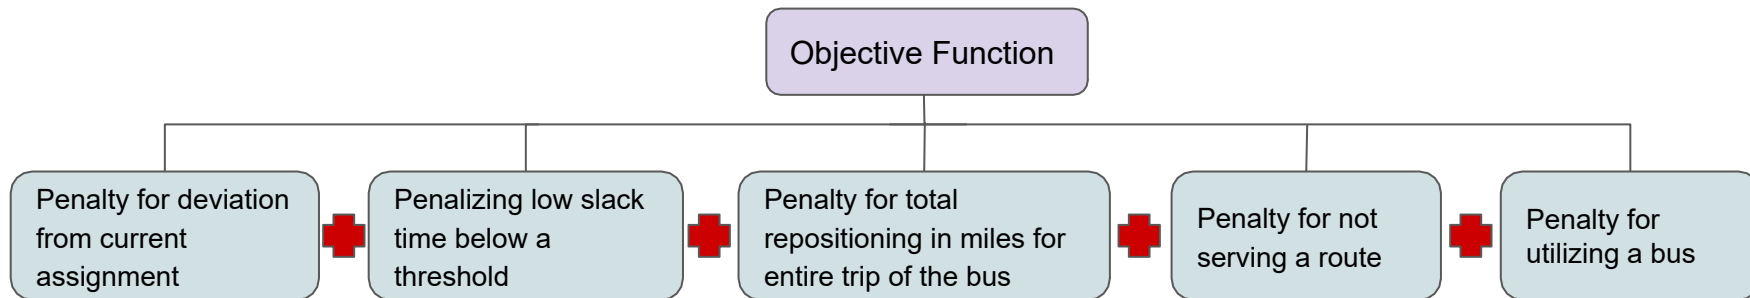 Objective Function
Penalty for deviation
from current
assignment
Penalizing low slack
time below a
threshold
Penalty for total
repositioning in miles for
entire trip of the bus
Penalty for not
serving a route
Penalty for
utilizing a bus